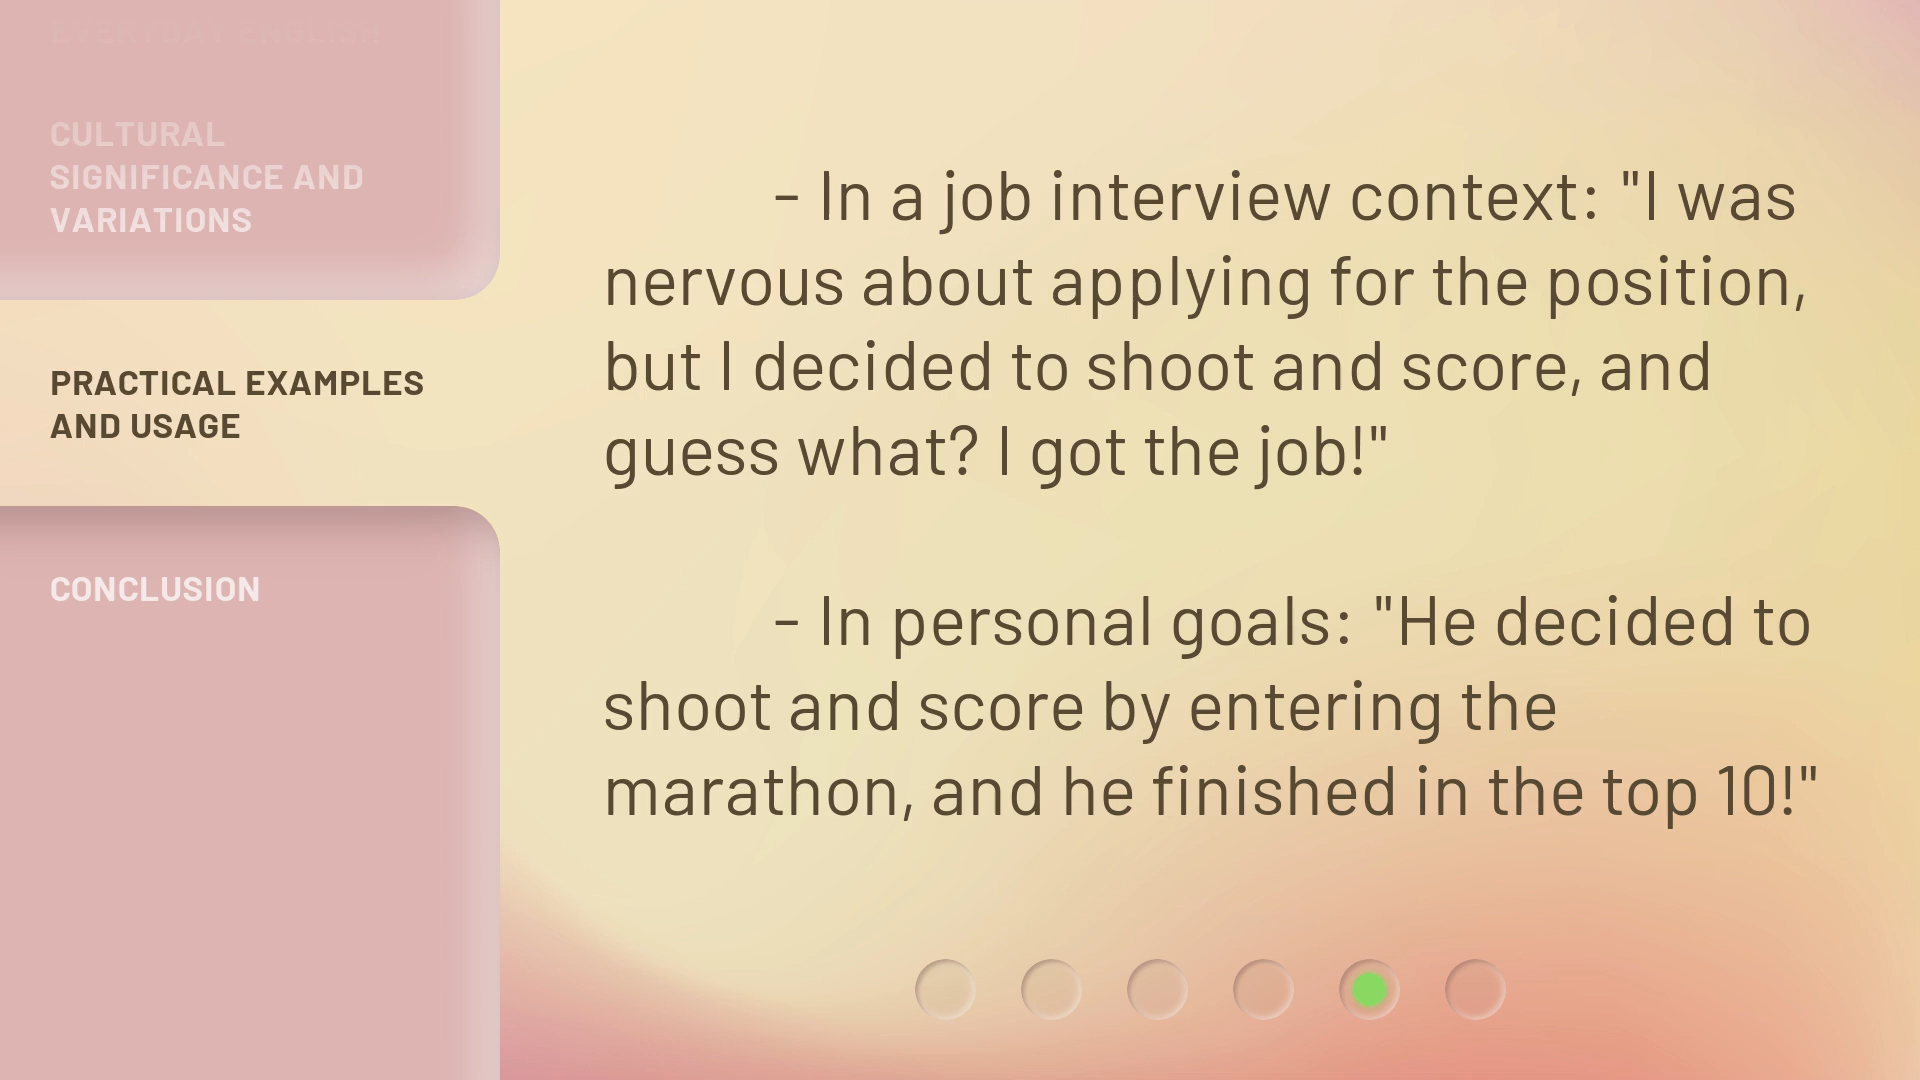 EVERYDAY ENGLISH
CULTURAL
SIGNIFICANCE AND
VARIATIONS
PRACTICAL EXAMPLES
AND USAGE
CONCLUSION
- In a job interview context: "I was
nervous about applying for the position,
but I decided to shoot and score, and
guess what? I got the job!"
- In personal goals: "He decided to
shoot and score by entering the
marathon, and he finished in the top 10!"